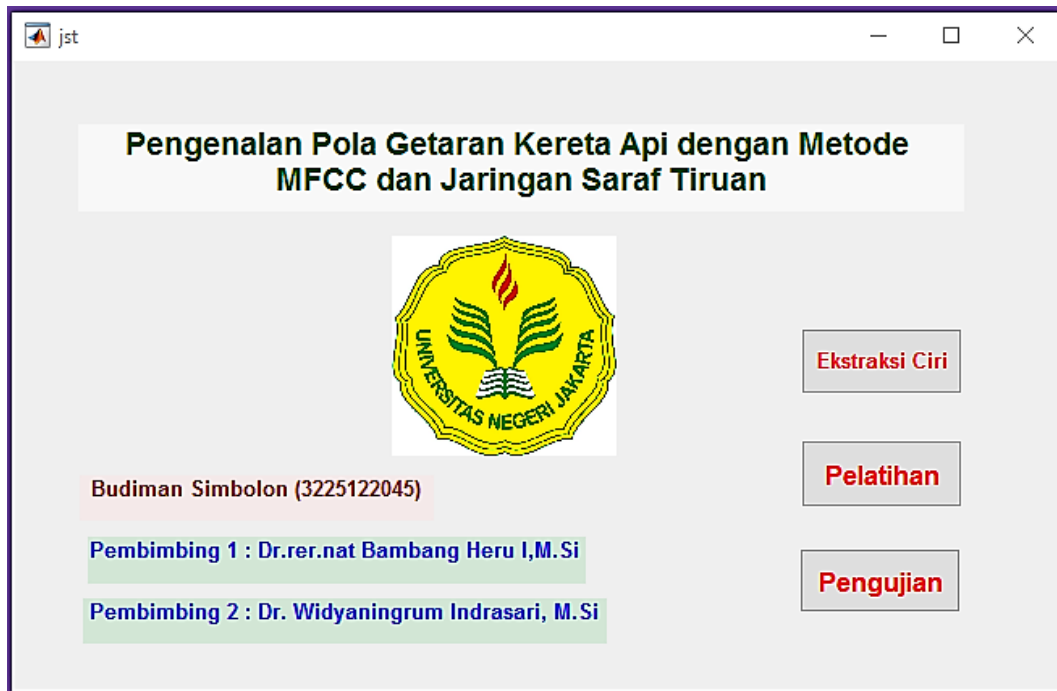 jst
Pengenalan Pola Getaran Kereta Api dengan Metode
MFCC dan Jaringan Saraf Tiruan
UNIVERSITAS NEGERI JAKARTA
Ekstraksi Ciri
Pelatihan
Budiman Simbolon (3225122045)
Pembimbing 1 : Dr.rer.nat Bambang Heru I,M.Si
Pengujian
Pembimbing 2 : Dr. Widyaningrum Indrasari, M.Si